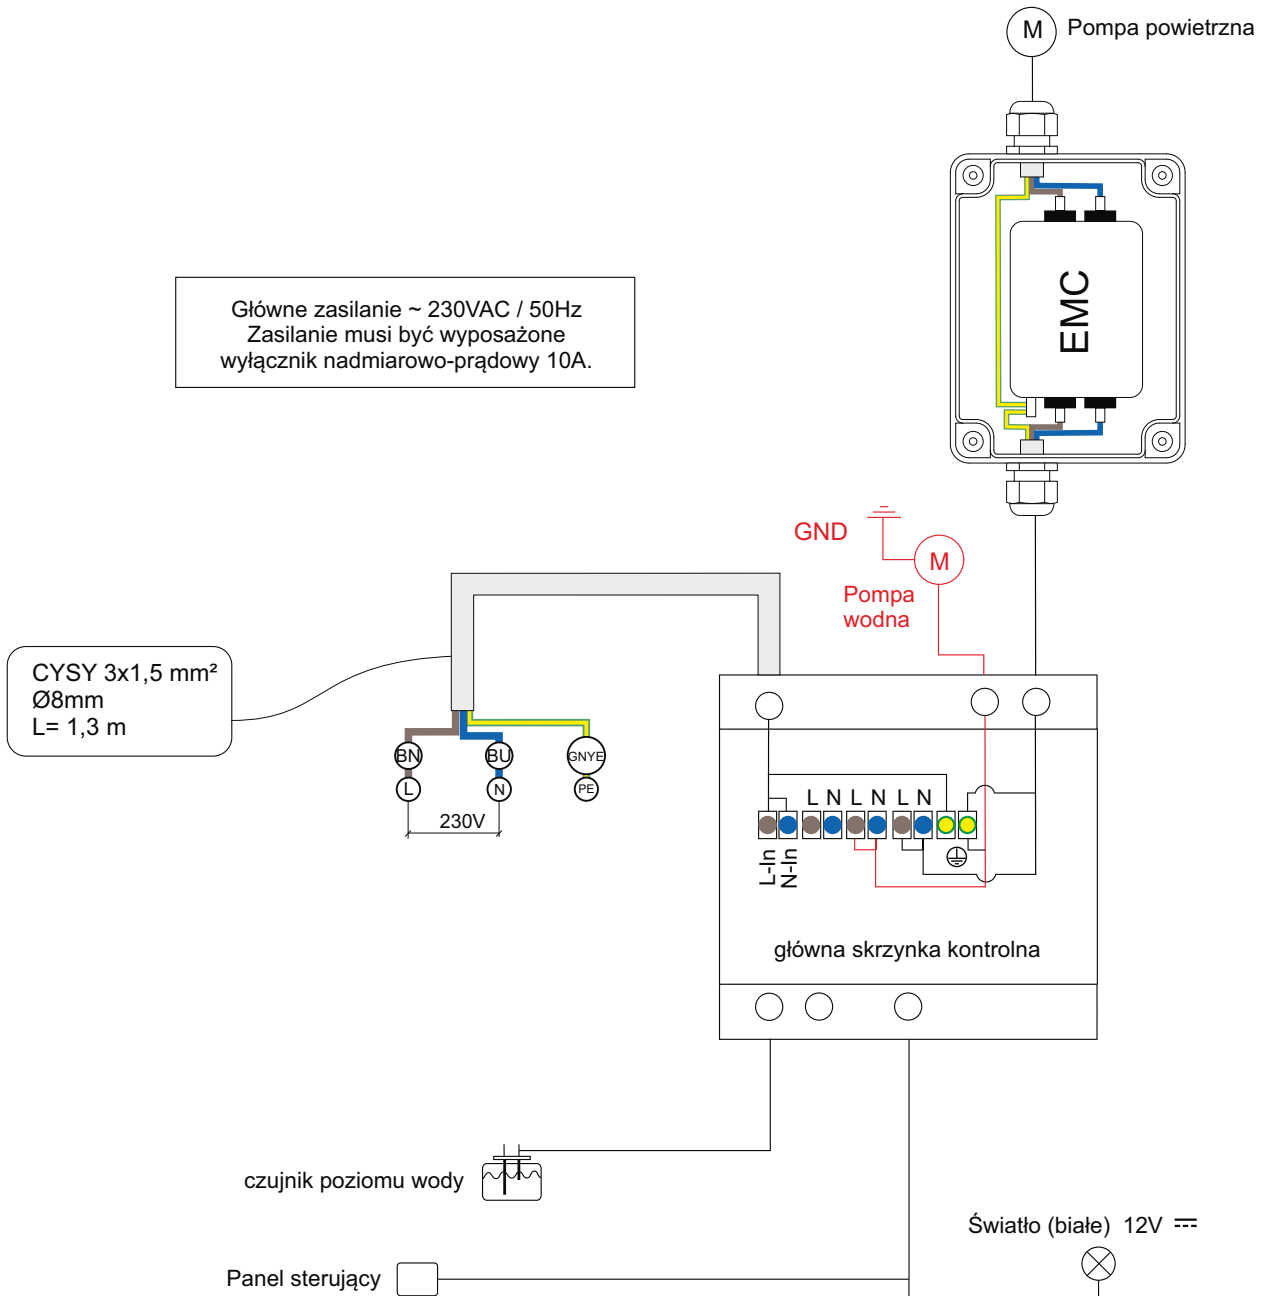 M
Pompa powietrzna
EMC
Główne zasilanie ~ 230VAC / 50Hz
Zasilanie musi być wyposażone
wyłącznik nadmiarowo-prądowy 10A.
GND
M
Pompa
wodna
CYSY 3x1,5 mm²
Ø8mm
L= 1,3 m
BN
BU
GNYE
L
N
PE
230V
L N L N L N
L-In
N-In
główna skrzynka kontrolna
czujnik poziomu wody
Światło (białe) 12V
Panel sterujący